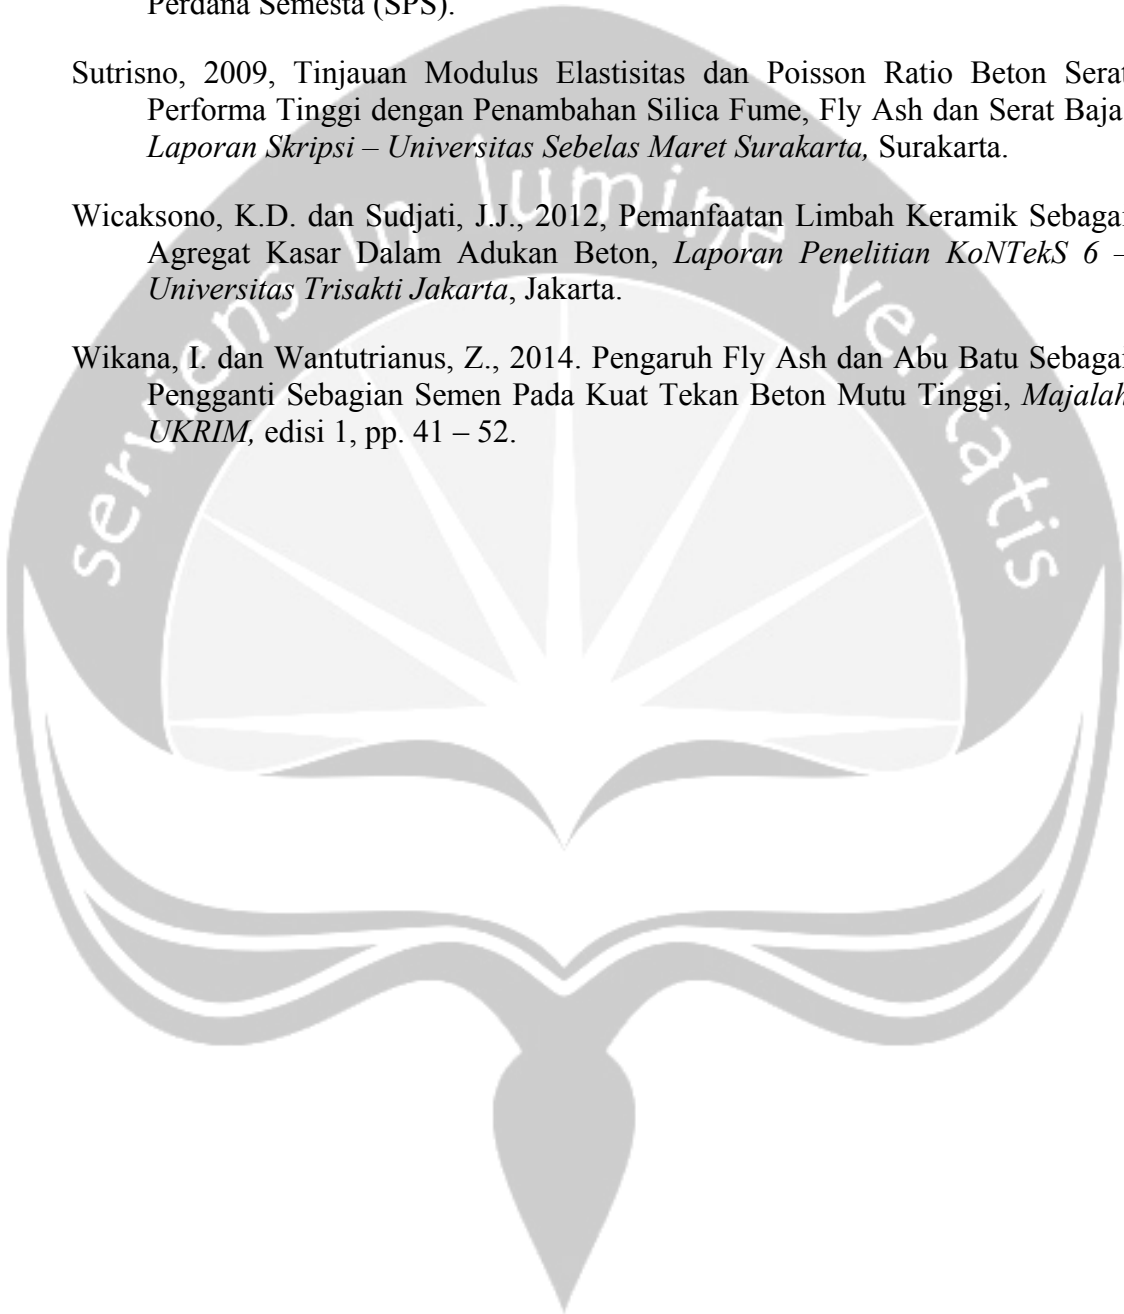 Perdana Semesta (SPS).
Sutrisno, 2009, Tinjauan Modulus Elastisitas dan Poisson Ratio Beton Serat
Performa Tinggi dengan Penambahan Silica Fume, Fly Ash dan Serat Baja
Laporan Skripsi – Universitas Sebelas Maret Surakarta, Surakarta.
Wicaksono, K.D. dan Sudjati, J.J., 2012, Pemanfaatan Limbah Keramik Sebagai
Agregat Kasar Dalam Adukan Beton, Laporan Penelitian KoNTekS 6 –
Universitas Trisakti Jakarta, Jakarta.
Wikana, I. dan Wantutrianus, Z., 2014. Pengaruh Fly Ash dan Abu Batu Sebagai
Pengganti Sebagian Semen Pada Kuat Tekan Beton Mutu Tinggi, Majalah
UKRIM, edisi 1, pp. 41 – 52.
serviens in lumine veritatis